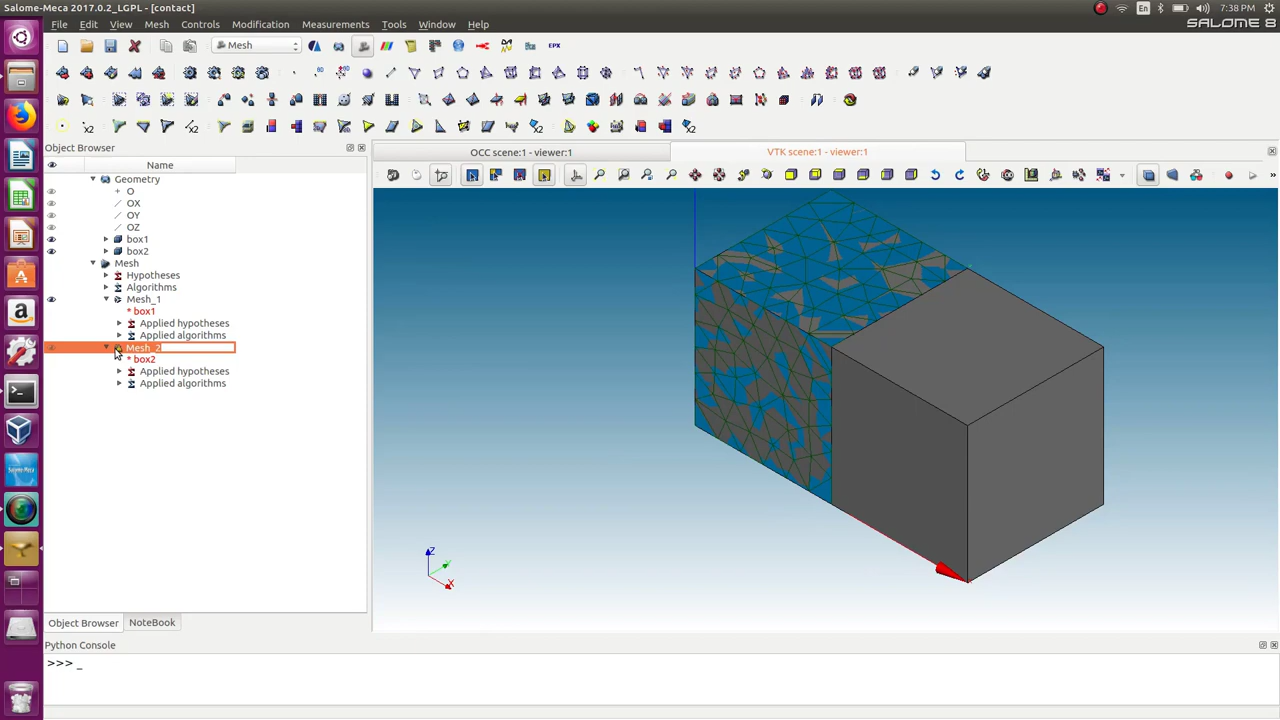 Salome-Meca 2017.0.2_LGPL - [contact]
En
7:38 PM
File Edit View Mesh Controls Modification Measurements Tools Window Help
SALOME 8
Mesh
EPX
Object Browser
OCC scene:1 - viewer:1
VTK scene:1 - viewer:1
Name
Geometry
O
OX
OY
OZ
box1
box2
Mesh
Hypotheses
Algorithms
Mesh_1
* box1
Applied hypotheses
Applied algorithms
Mesh_2
* box2
Applied hypotheses
Applied algorithms
Z
Y
X
Object Browser
NoteBook
Python Console
>>> _